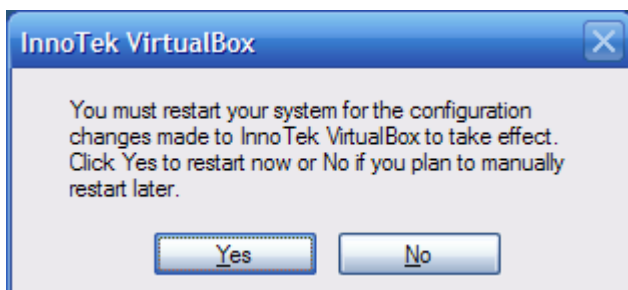 InnoTek VirtualBox
You must restart your system for the configuration
changes made to InnoTek VirtualBox to take effect.
Click Yes to restart now or No if you plan to manually
restart later.
Yes
No